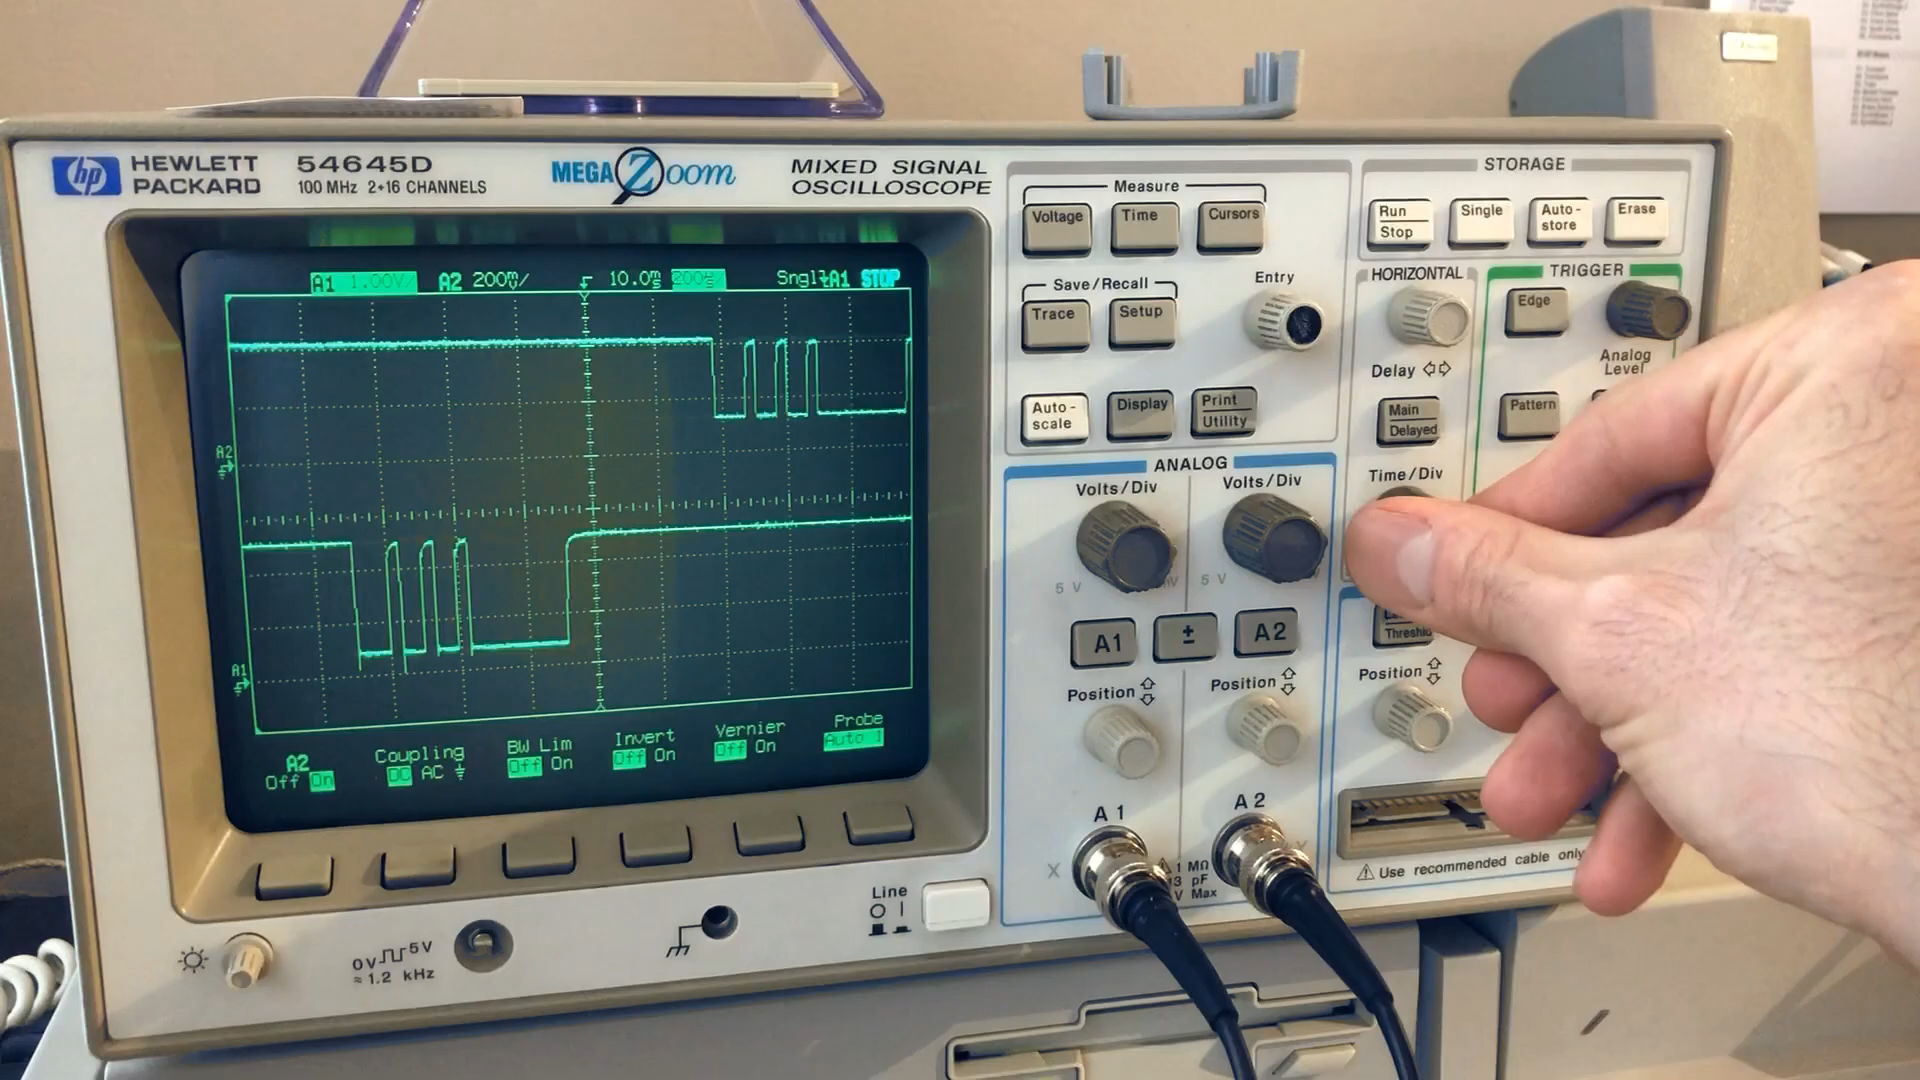 hp HEWLETT PACKARD
54645D
100 MHz 2+16 CHANNELS
MEGA Zoom
MIXED SIGNAL OSCILLOSCOPE
A1 1.00V/ A2 200mV/ 10.0ms 200µs/ Sngl A1 STOP
A2
A1
A2
Off On
Coupling
DC AC
BW Lim
Off On
Invert
Off On
Vernier
Off On
Probe
Auto 1
0V 5V
≈1.2 kHz
Line
O I
Measure
Voltage
Time
Cursors
Save/Recall
Trace
Setup
Entry
Auto-scale
Display
Print
Utility
STORAGE
Run
Stop
Single
Auto-store
Erase
HORIZONTAL
Delay
Main
Delayed
Time/Div
TRIGGER
Edge
Analog Level
Pattern
ANALOG
Volts/Div
Volts/Div
5 V
5 V
A1
±
A2
Position
Position
A 1
A 2
X
Y
1 MΩ
13 pF
V Max
Position
Use recommended cable only